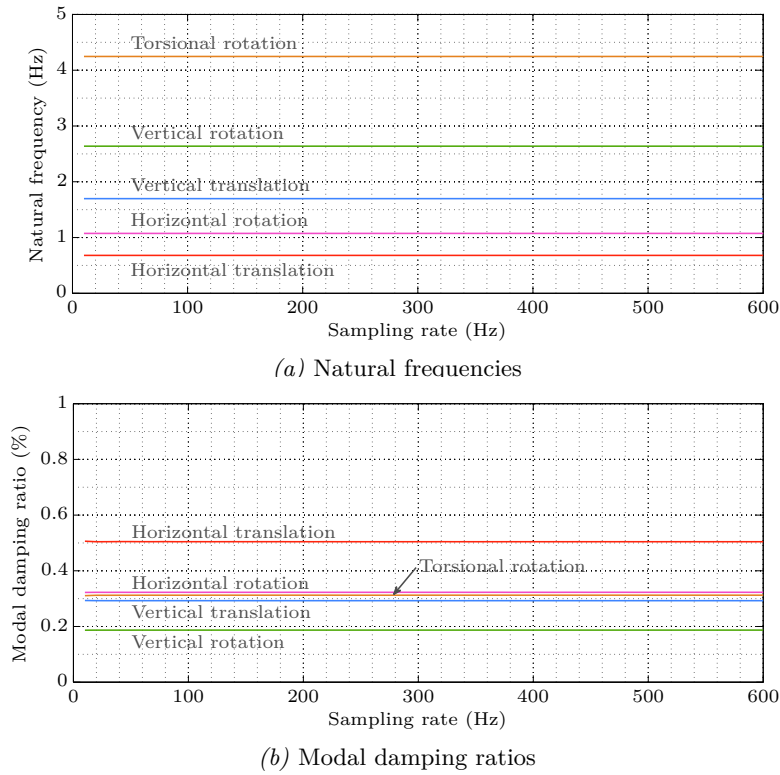 5
4
3
2
1
0
Natural frequency (Hz)
Torsional rotation
Vertical rotation
Vertical translation
Horizontal rotation
Horizontal translation
100 200 300 400 500 600
Sampling rate (Hz)
(a) Natural frequencies
1
0.8
0.6
0.4
0.2
0
Modal damping ratio (%)
Horizontal translation
Torsional rotation
Horizontal rotation
Vertical translation
Vertical rotation
100 200 300 400 500 600
Sampling rate (Hz)
(b) Modal damping ratios